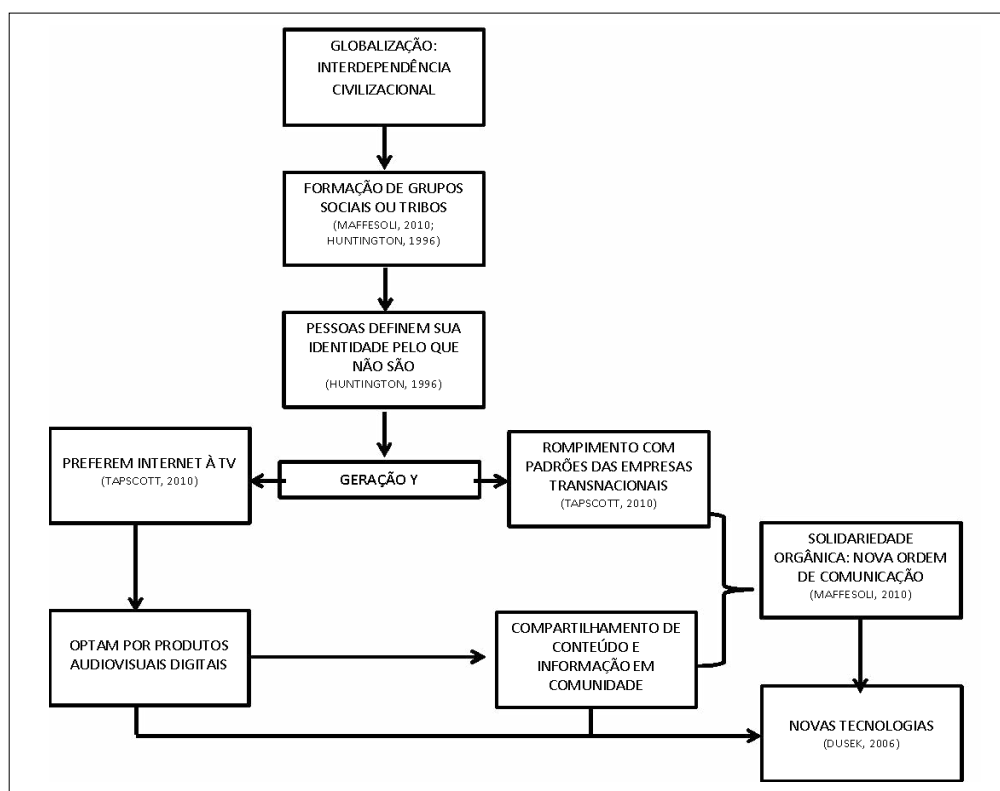 GLOBALIZAÇÃO:
INTERDEPENDÊNCIA
CIVILIZACIONAL
FORMAÇÃO DE GRUPOS
SOCIAIS OU TRIBOS
(MAFFESOLI, 2010;
HUNTINGTON, 1996)
PESSOAS DEFINEM SUA
IDENTIDADE PELO QUE
NÃO SÃO
(HUNTINGTON, 1996)
PREFEREM INTERNET À TV
(TAPSCOTT, 2010)
GERAÇÃO Y
ROMPIMENTO COM
PADRÕES DAS EMPRESAS
TRANSNACIONAIS
(TAPSCOTT, 2010)
SOLIDARIEDADE
ORGÂNICA: NOVA ORDEM
DE COMUNICAÇÃO
(MAFFESOLI, 2010)
OPTAM POR PRODUTOS
AUDIOVISUAIS DIGITAIS
COMPARTILHAMENTO DE
CONTEÚDO E
INFORMAÇÃO EM
COMUNIDADE
NOVAS TECNOLOGIAS
(DUSEK, 2006)